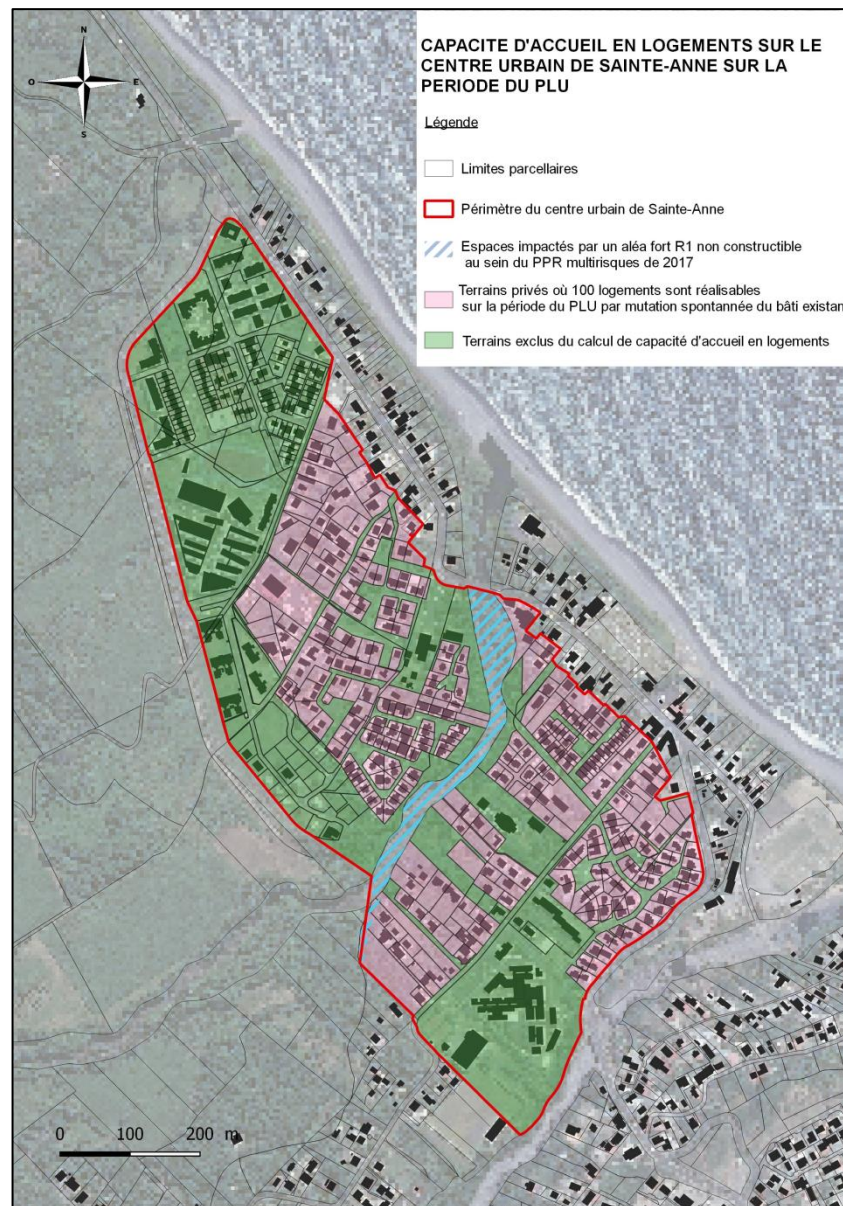 CAPACITE D'ACCUEIL EN LOGEMENTS SUR LE
CENTRE URBAIN DE SAINTE-ANNE SUR LA
PERIODE DU PLU
Légende
Limites parcellaires
Périmètre du centre urbain de Sainte-Anne
Espaces impactés par un aléa fort R1 non constructible
au sein du PPR multirisques de 2017
Terrains privés où 100 logements sont réalisables
sur la période du PLU par mutation spontannée du bâti existan
Terrains exclus du calcul de capacité d'accueil en logements
N
O
E
S
0 100 200 m